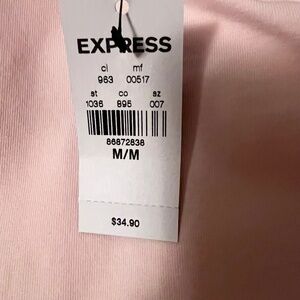 EXPRESS
cl mf
963 00517
st co sz
1036 895 007
86872838
M/M
$34.90